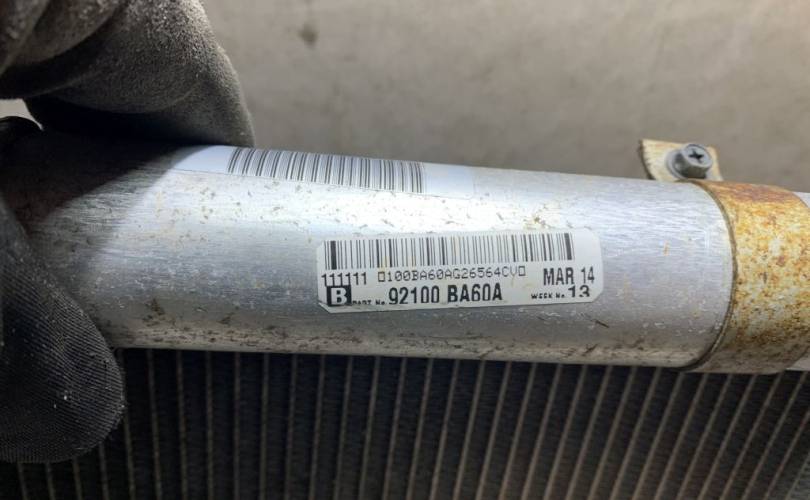 111111 □100BA60AG26564CV□ MAR 14
B PART No. 92100 BA60A WEEK No. 13